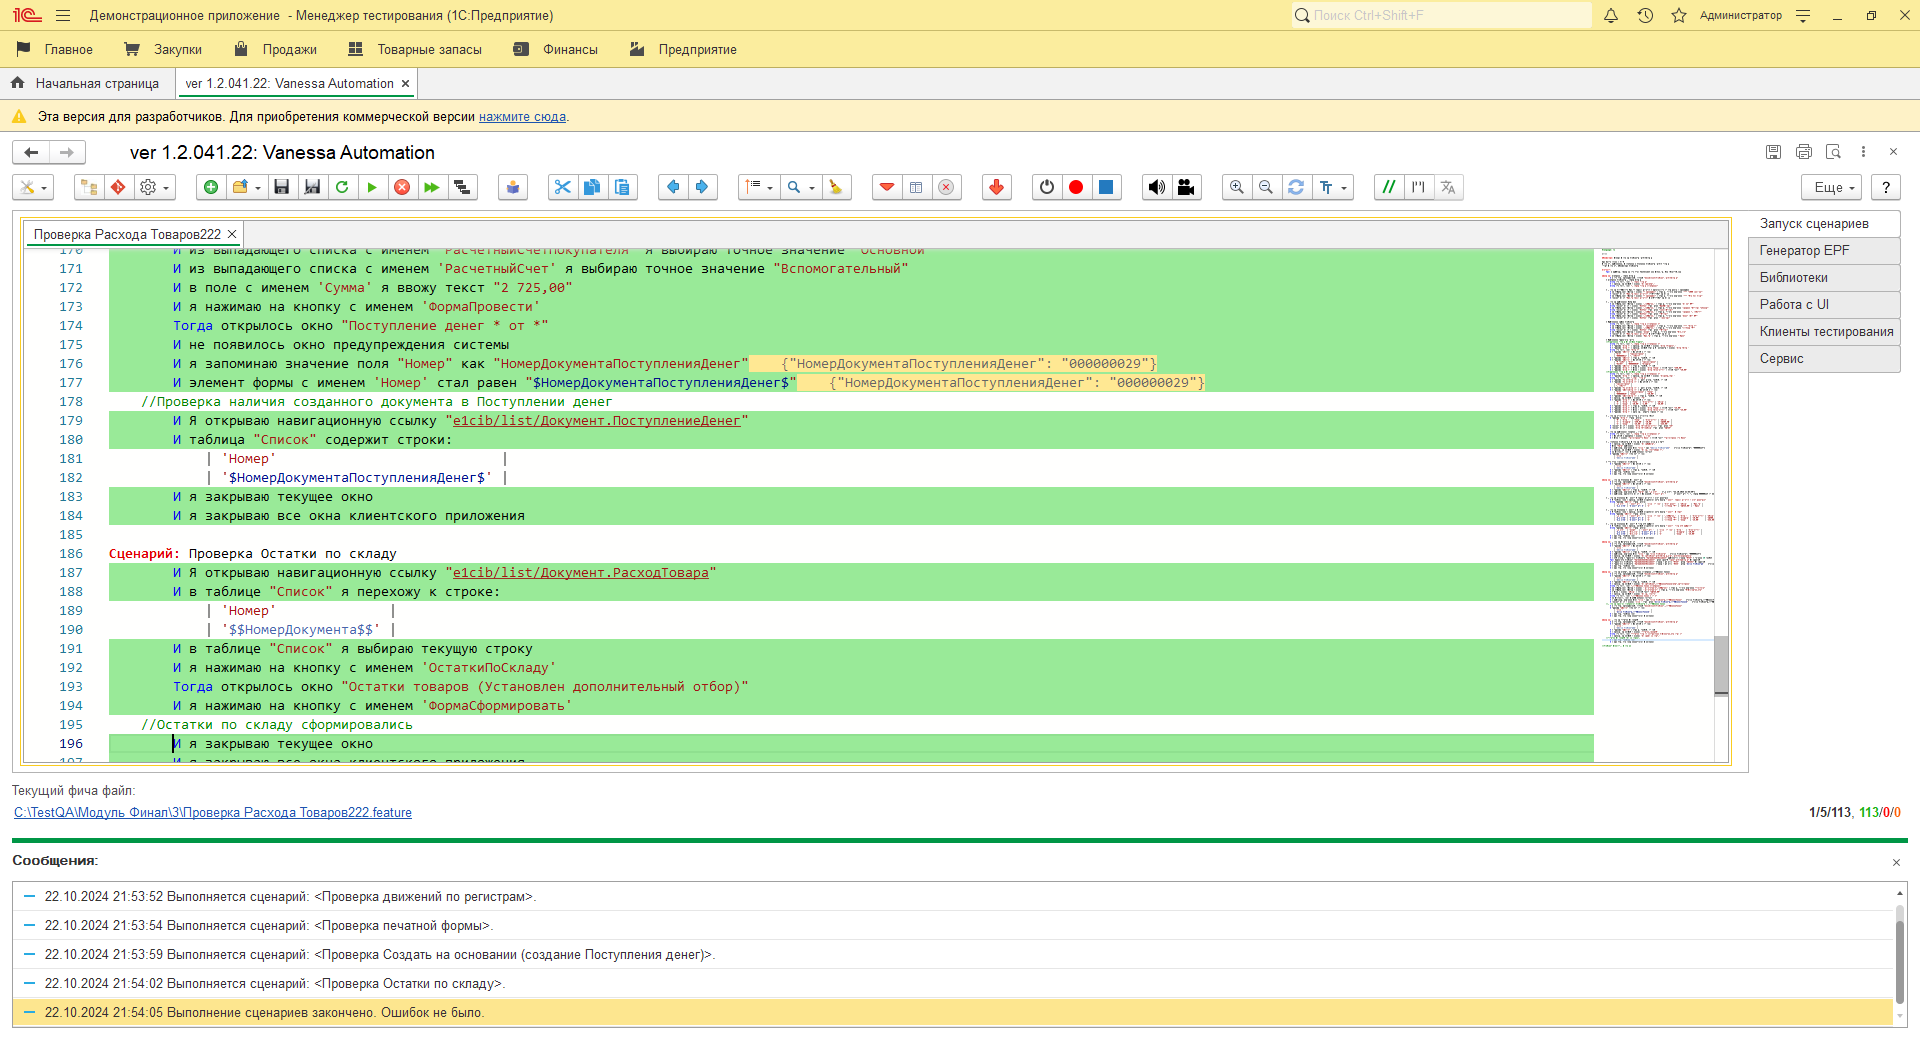 Демонстрационное приложение - Менеджер тестирования (1С:Предприятие)
Поиск Ctrl+Shift+F
Администратор
Главное
Закупки
Продажи
Товарные запасы
Финансы
Предприятие
Начальная страница
ver 1.2.041.22: Vanessa Automation ×
Эта версия для разработчиков. Для приобретения коммерческой версии нажмите сюда.
ver 1.2.041.22: Vanessa Automation
Еще
?
Проверка Расхода Товаров222 ×
170 И из выпадающего списка с именем 'РасчетныйСчетПокупателя' я выбираю точное значение "Основной"
171 И из выпадающего списка с именем 'РасчетныйСчет' я выбираю точное значение "Вспомогательный"
172 И в поле с именем 'Сумма' я ввожу текст "2 725,00"
173 И я нажимаю на кнопку с именем 'ФормаПровести'
174 Тогда открылось окно "Поступление денег * от *"
175 И не появилось окно предупреждения системы
176 И я запоминаю значение поля "Номер" как "НомерДокументаПоступленияДенег" {"НомерДокументаПоступленияДенег": "000000029"}
177 И элемент формы с именем 'Номер' стал равен "$НомерДокументаПоступленияДенег$" {"НомерДокументаПоступленияДенег": "000000029"}
178 //Проверка наличия созданного документа в Поступлении денег
179 И Я открываю навигационную ссылку "e1cib/list/Документ.ПоступлениеДенег"
180 И таблица "Список" содержит строки:
181 | 'Номер' |
182 | '$НомерДокументаПоступленияДенег$' |
183 И я закрываю текущее окно
184 И я закрываю все окна клиентского приложения
185
186 Сценарий: Проверка Остатки по складу
187 И Я открываю навигационную ссылку "e1cib/list/Документ.РасходТовара"
188 И в таблице "Список" я перехожу к строке:
189 | 'Номер' |
190 | '$$НомерДокумента$$' |
191 И в таблице "Список" я выбираю текущую строку
192 И я нажимаю на кнопку с именем 'ОстаткиПоСкладу'
193 Тогда открылось окно "Остатки товаров (Установлен дополнительный отбор)"
194 И я нажимаю на кнопку с именем 'ФормаСформировать'
195 //Остатки по складу сформировались
196 И я закрываю текущее окно
197 И я закрываю все окна клиентского приложения
Запуск сценариев
Генератор EPF
Библиотеки
Работа с UI
Клиенты тестирования
Сервис
Текущий фича файл:
C:\TestQA\Модуль Финал\3\Проверка Расхода Товаров222.feature
1/5/113, 113/0/0
Сообщения:
22.10.2024 21:53:52 Выполняется сценарий: <Проверка движений по регистрам>.
22.10.2024 21:53:54 Выполняется сценарий: <Проверка печатной формы>.
22.10.2024 21:53:59 Выполняется сценарий: <Проверка Создать на основании (создание Поступления денег)>.
22.10.2024 21:54:02 Выполняется сценарий: <Проверка Остатки по складу>.
22.10.2024 21:54:05 Выполнение сценариев закончено. Ошибок не было.